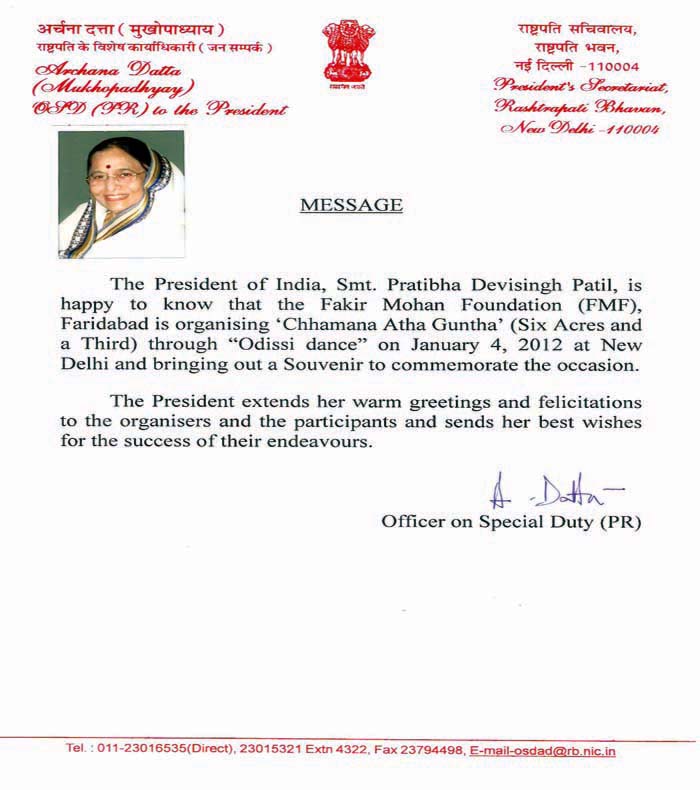 अर्चना दत्ता ( मुखोपाध्याय )
राष्ट्रपति के विशेष कार्याधिकारी ( जन सम्पर्क )
Archana Datta
(Mukhopadhyay)
OSD (PR) to the President
सत्यमेव जयते
राष्ट्रपति सचिवालय,
राष्ट्रपति भवन,
नई दिल्ली -110004
President's Secretariat,
Rashtrapati Bhavan,
New Delhi -110004
MESSAGE
The President of India, Smt. Pratibha Devisingh Patil, is
happy to know that the Fakir Mohan Foundation (FMF),
Faridabad is organising ‘Chhamana Atha Guntha’ (Six Acres and
a Third) through “Odissi dance” on January 4, 2012 at New
Delhi and bringing out a Souvenir to commemorate the occasion.
The President extends her warm greetings and felicitations
to the organisers and the participants and sends her best wishes
for the success of their endeavours.
A. Datta
Officer on Special Duty (PR)
Tel. : 011-23016535(Direct), 23015321 Extn 4322, Fax 23794498, E-mail-osdad@rb.nic.in